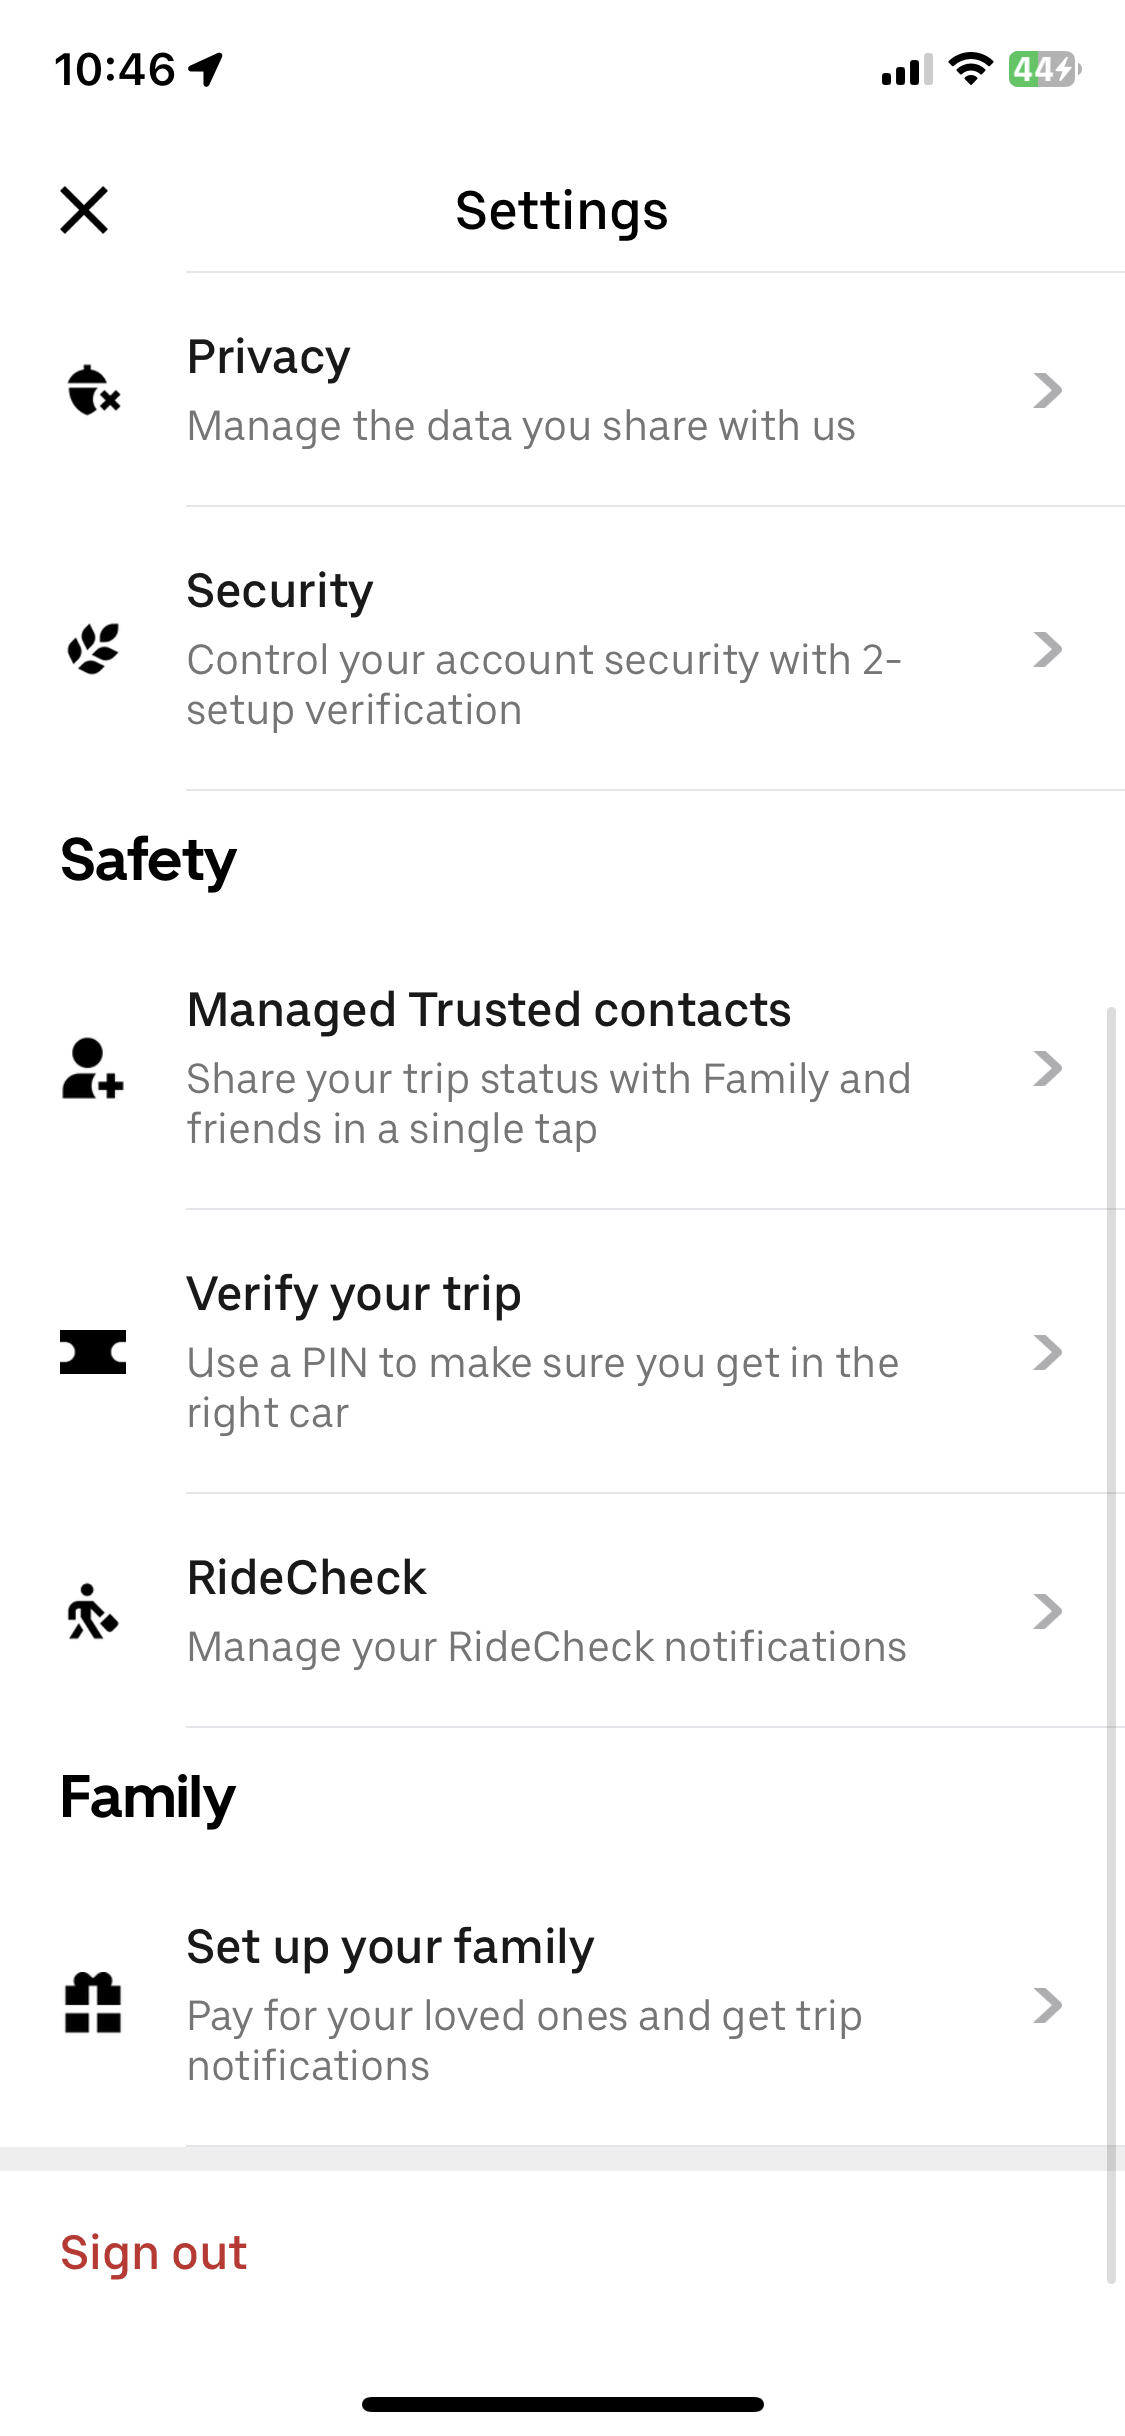 10:46
44
Settings
Privacy
Manage the data you share with us
Security
Control your account security with 2-
setup verification
Safety
Managed Trusted contacts
Share your trip status with Family and
friends in a single tap
Verify your trip
Use a PIN to make sure you get in the
right car
RideCheck
Manage your RideCheck notifications
Family
Set up your family
Pay for your loved ones and get trip
notifications
Sign out